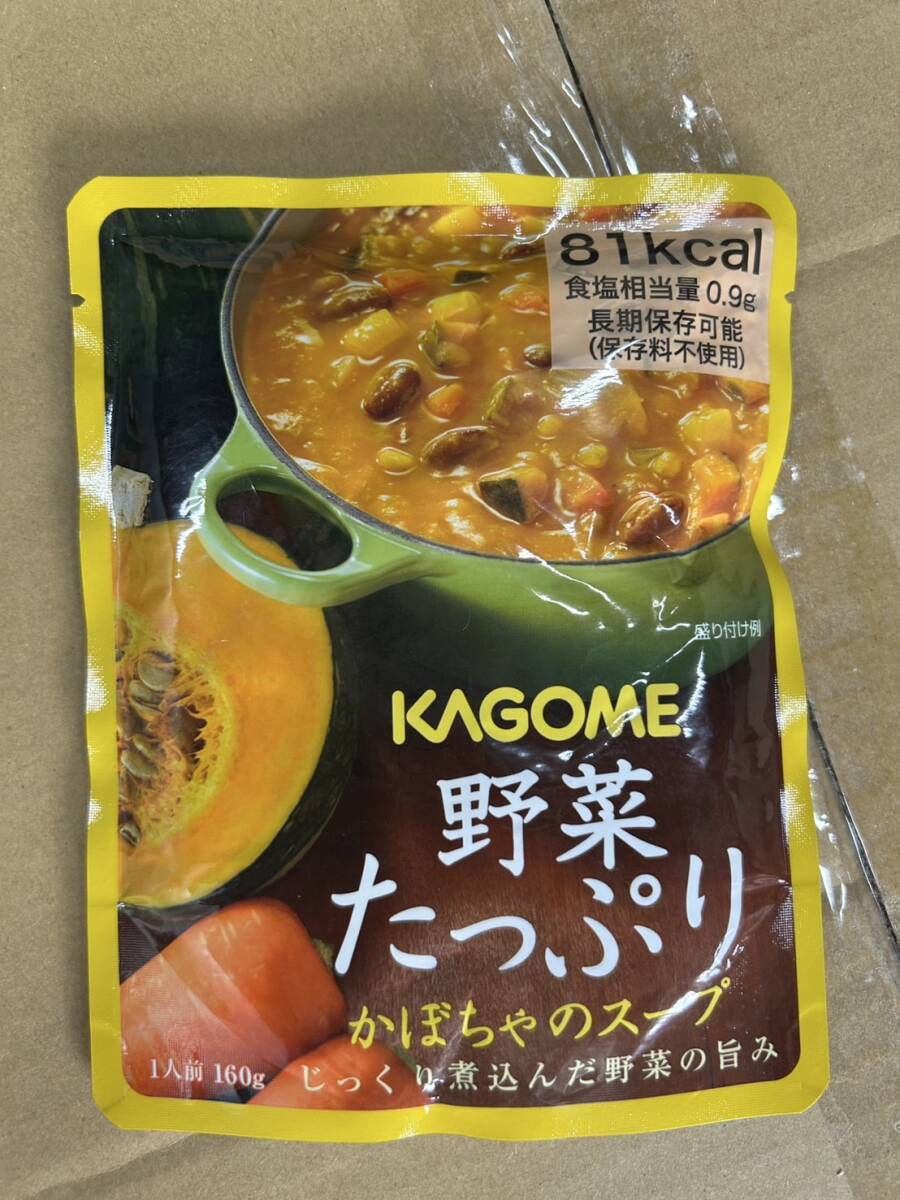 81kcal
食塩相当量 0.9g
長期保存可能
(保存料不使用)
盛り付け例
KAGOME
野菜
たっぷり
かぼちゃのスープ
じっくり煮込んだ野菜の旨み
1人前 160g